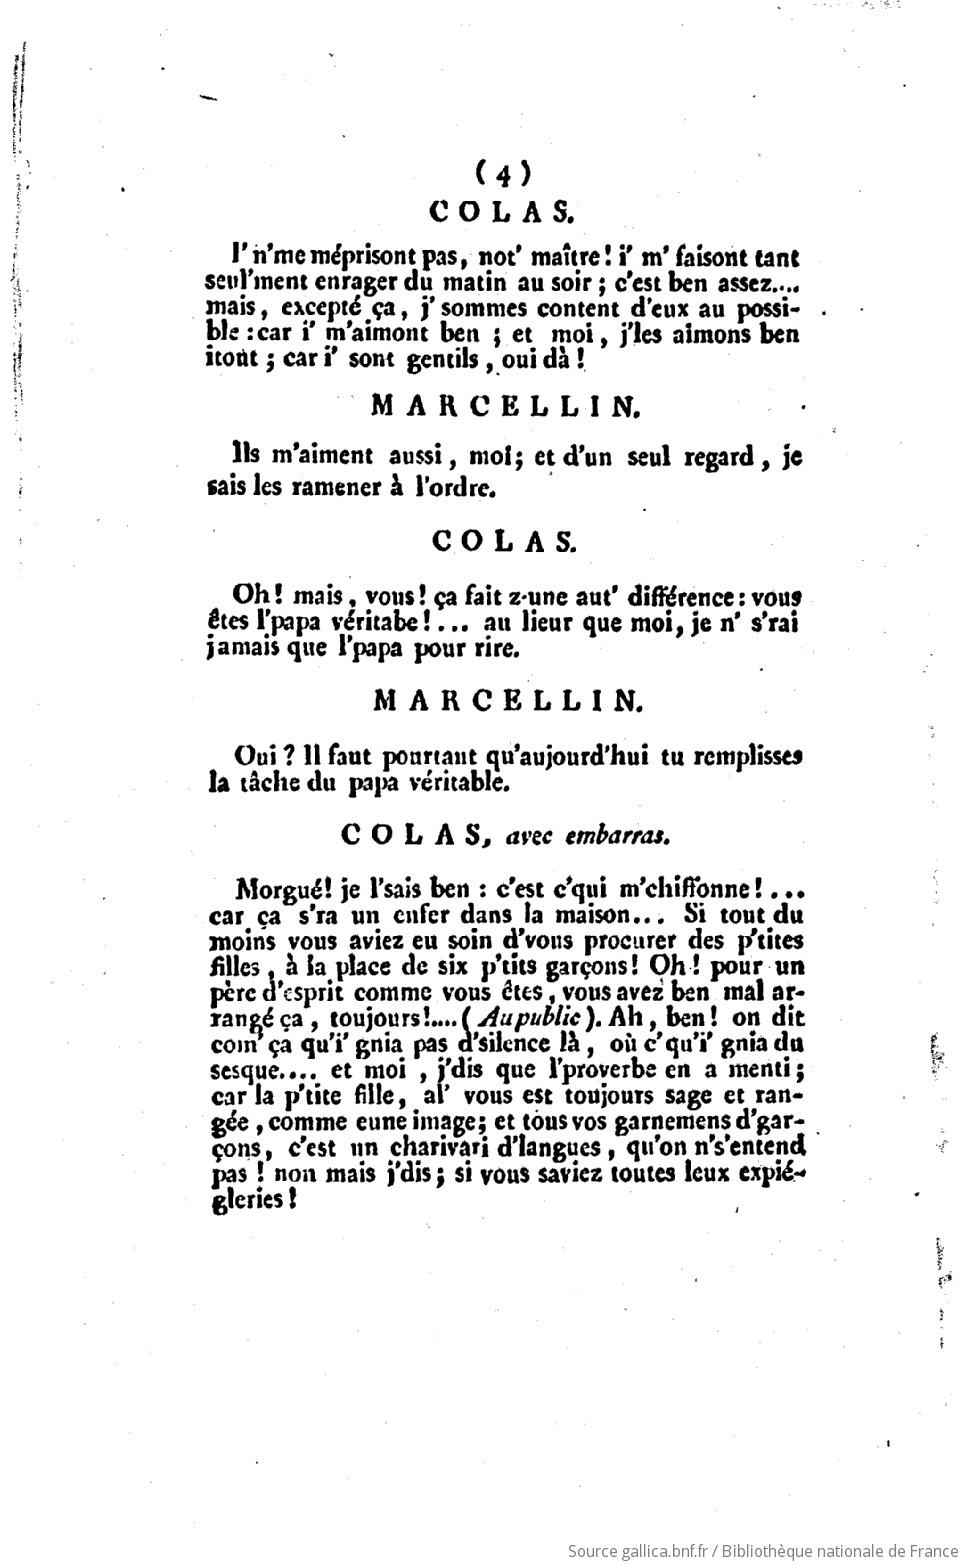 ( 4 )
COLAS.
I' n'me méprisont pas, not' maître ! i' m' faisont tant
seul'ment enrager du matin au soir ; c'est ben assez....
mais, excepté ça, j' sommes content d'eux au possi-
ble : car i' m'aimont ben ; et moi, j'les aimons ben
itout ; car i' sont gentils, oui dà !
MARCELLIN.
Ils m'aiment aussi, moi; et d'un seul regard, je
sais les ramener à l'ordre.
COLAS.
Oh! mais, vous! ça fait z-une aut' différence : vous
êtes l'papa véritabe!... au lieur que moi, je n' s'rai
jamais que l'papa pour rire.
MARCELLIN.
Oui ? Il faut pourtant qu'aujourd'hui tu remplisses
la tâche du papa véritable.
COLAS, avec embarras.
Morgué! je l'sais ben : c'est c'qui m'chiffonne!...
car ça s'ra un enfer dans la maison... Si tout du
moins vous aviez eu soin d'vous procurer des p'tites
filles, à la place de six p'tits garçons! Oh! pour un
père d'esprit comme vous êtes, vous avez ben mal ar-
rangé ça, toujours!....( Au public ). Ah, ben! on dit
com' ça qu'i' gnia pas d'silence là, où c'qu'i' gnia du
sesque.... et moi, j'dis que l'proverbe en a menti ;
car la p'tite fille, al' vous est toujours sage et ran-
gée, comme eune image; et tous vos garnemens d'gar-
çons, c'est un charivari d'langues, qu'on n's'entend
pas ! non mais j'dis; si vous saviez toutes leux expié-
gleries !
Source gallica.bnf.fr / Bibliothèque nationale de France